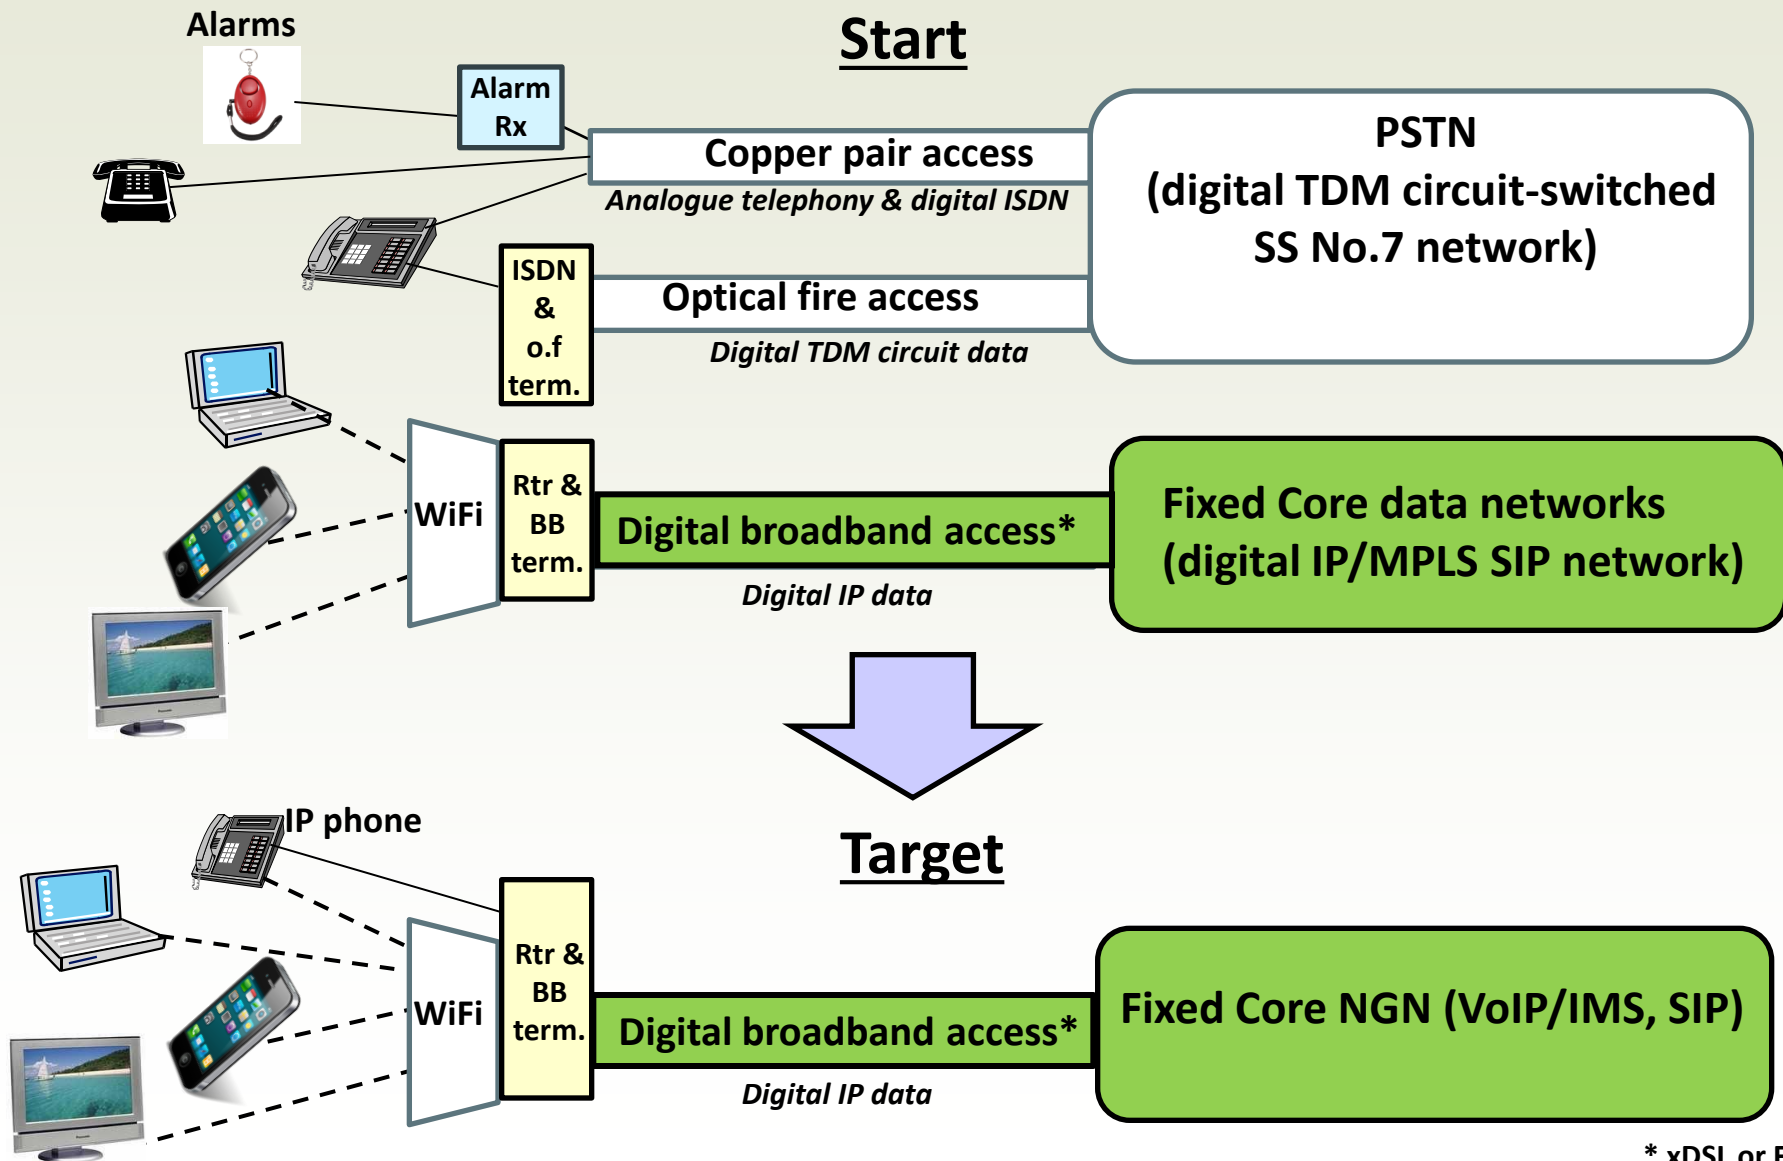 Start
Alarms
Alarm
Rx
Copper pair access
Analogue telephony & digital ISDN
PSTN
(digital TDM circuit-switched
SS No.7 network)
ISDN
&
o.f
term.
Optical fire access
Digital TDM circuit data
WiFi
Rtr &
BB
term.
Digital broadband access*
Digital IP data
Fixed Core data networks
(digital IP/MPLS SIP network)
Target
IP phone
WiFi
Rtr &
BB
term.
Digital broadband access*
Digital IP data
Fixed Core NGN (VoIP/IMS, SIP)
* xDSL or